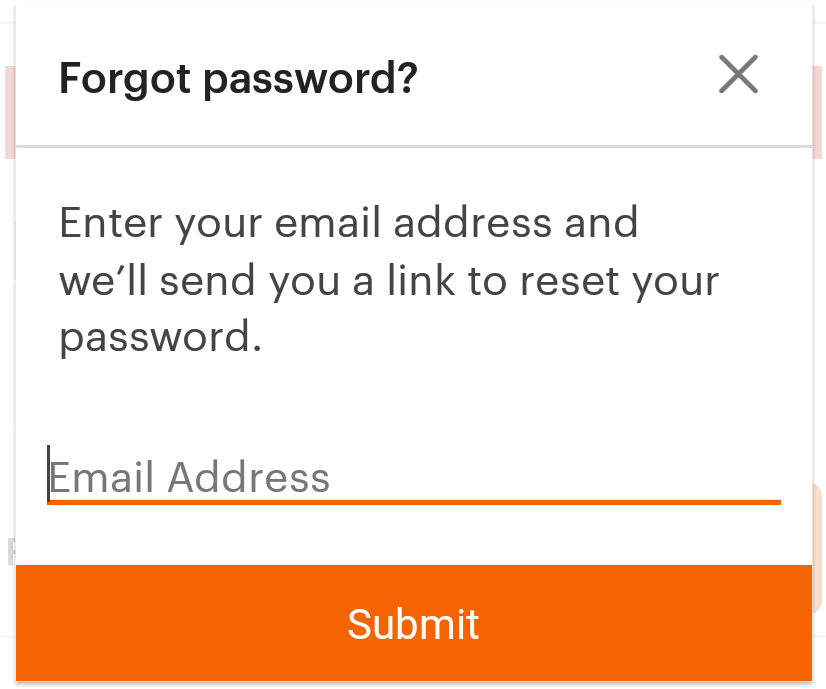 Forgot password?
Enter your email address and
we’ll send you a link to reset your
password.
Email Address
Submit